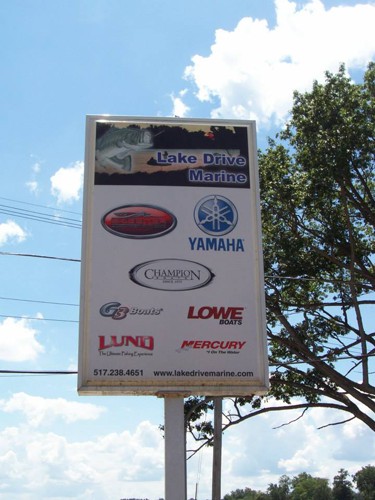 Lake Drive
Marine
YAMAHA
CHAMPION
G3 Boats
LOWE
BOATS
LUND
The Ultimate Fishing Experience
MERCURY
517.238.4651
www.lakedrivemarine.com